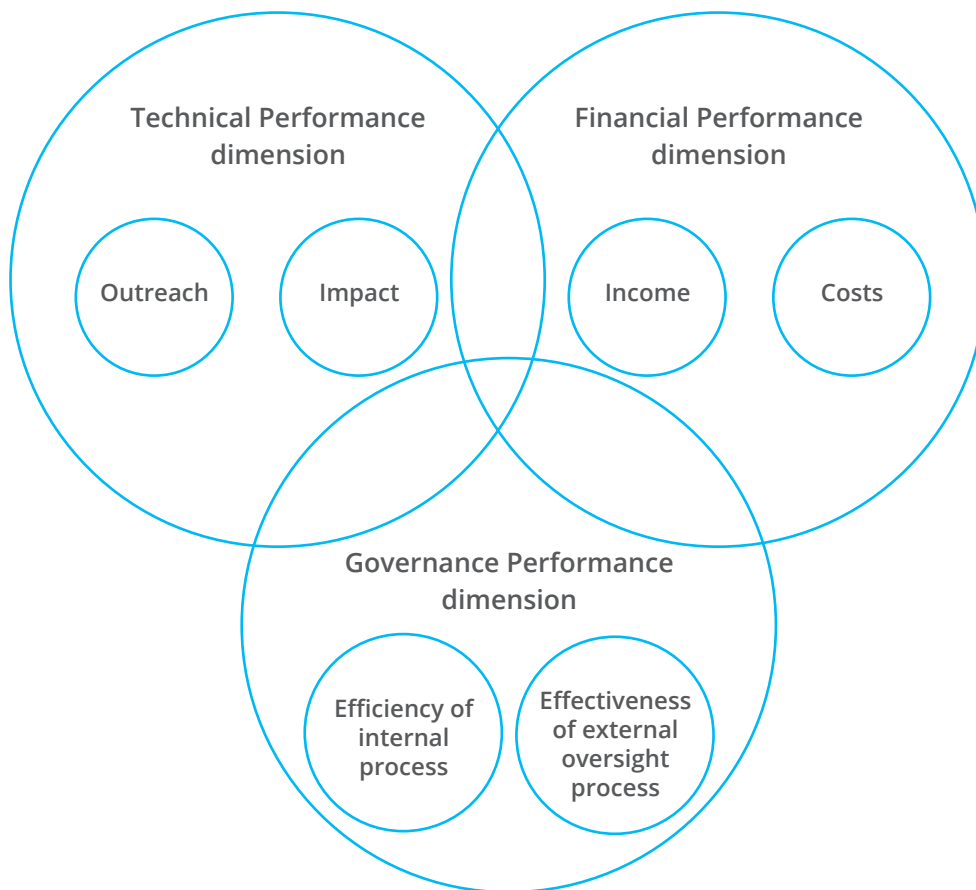 Technical Performance
dimension
Financial Performance
dimension
Outreach
Impact
Income
Costs
Governance Performance
dimension
Efficiency of
internal
process
Effectiveness
of external
oversight
process